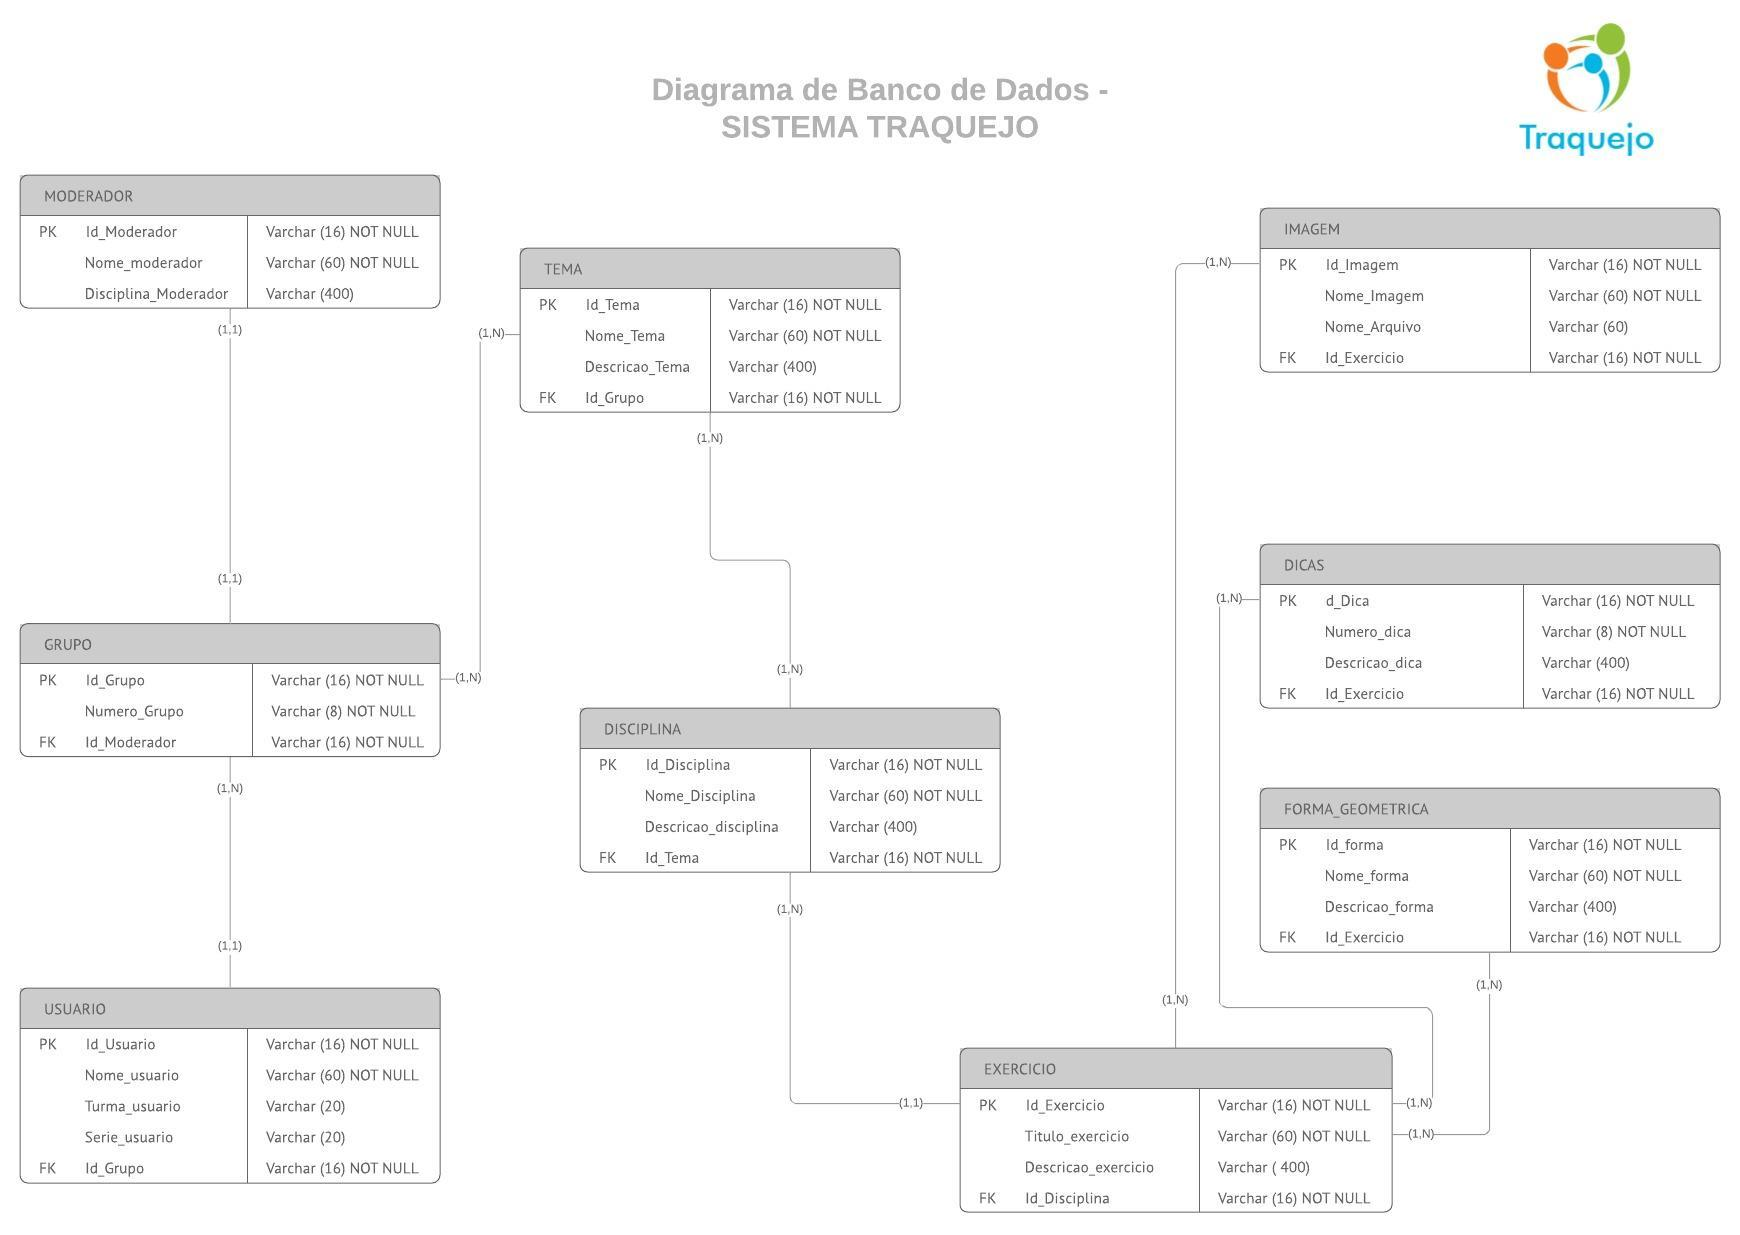 Diagrama de Banco de Dados -
SISTEMA TRAQUEJO
Traquejo
MODERADOR
PK Id_Moderador Varchar (16) NOT NULL
Nome_moderador Varchar (60) NOT NULL
Disciplina_Moderador Varchar (400)
(1,1)
(1,1)
GRUPO
PK Id_Grupo Varchar (16) NOT NULL
Numero_Grupo Varchar (8) NOT NULL
FK Id_Moderador Varchar (16) NOT NULL
(1,N)
(1,N)
(1,1)
USUARIO
PK Id_Usuario Varchar (16) NOT NULL
Nome_usuario Varchar (60) NOT NULL
Turma_usuario Varchar (20)
Serie_usuario Varchar (20)
FK Id_Grupo Varchar (16) NOT NULL
(1,N)
TEMA
PK Id_Tema Varchar (16) NOT NULL
Nome_Tema Varchar (60) NOT NULL
Descricao_Tema Varchar (400)
FK Id_Grupo Varchar (16) NOT NULL
(1,N)
(1,N)
DISCIPLINA
PK Id_Disciplina Varchar (16) NOT NULL
Nome_Disciplina Varchar (60) NOT NULL
Descricao_disciplina Varchar (400)
FK Id_Tema Varchar (16) NOT NULL
(1,N)
(1,1)
(1,N)
IMAGEM
PK Id_Imagem Varchar (16) NOT NULL
Nome_Imagem Varchar (60) NOT NULL
Nome_Arquivo Varchar (60)
FK Id_Exercicio Varchar (16) NOT NULL
(1,N)
DICAS
PK d_Dica Varchar (16) NOT NULL
Numero_dica Varchar (8) NOT NULL
Descricao_dica Varchar (400)
FK Id_Exercicio Varchar (16) NOT NULL
FORMA_GEOMETRICA
PK Id_forma Varchar (16) NOT NULL
Nome_forma Varchar (60) NOT NULL
Descricao_forma Varchar (400)
FK Id_Exercicio Varchar (16) NOT NULL
(1,N)
(1,N)
EXERCICIO
PK Id_Exercicio Varchar (16) NOT NULL
Titulo_exercicio Varchar (60) NOT NULL
Descricao_exercicio Varchar ( 400)
FK Id_Disciplina Varchar (16) NOT NULL
(1,N)
(1,N)